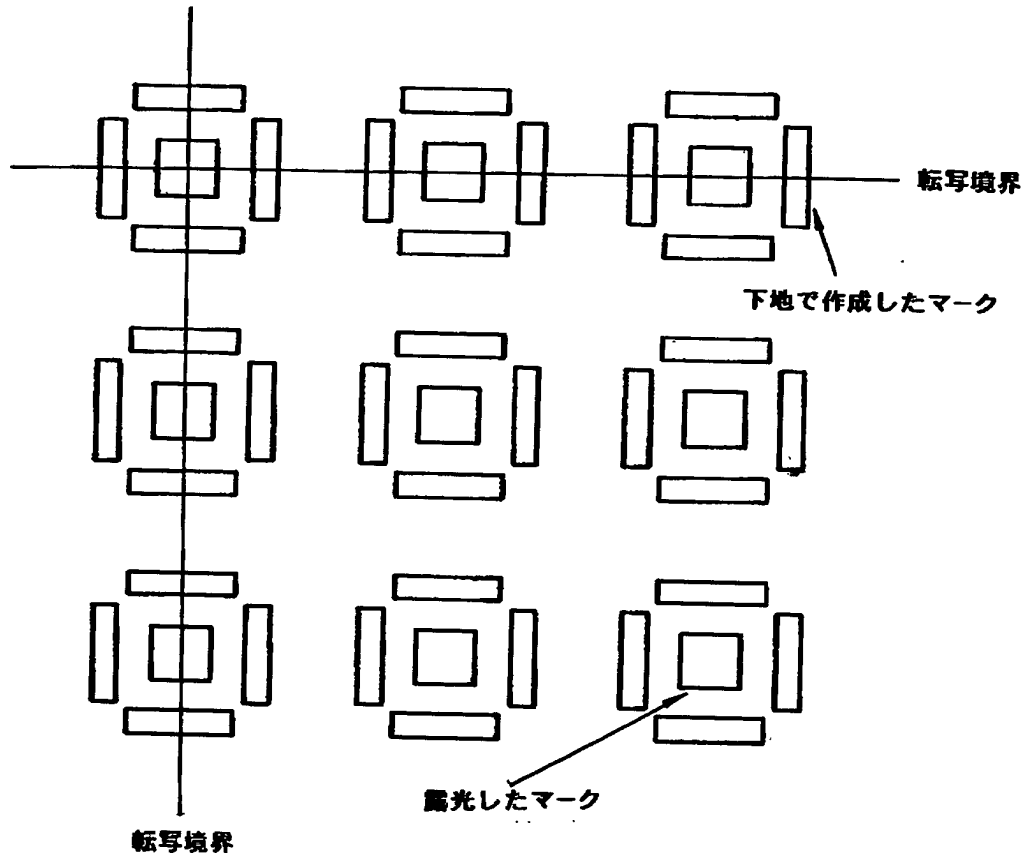 転写境界
下地で作成したマーク
露光したマーク
転写境界